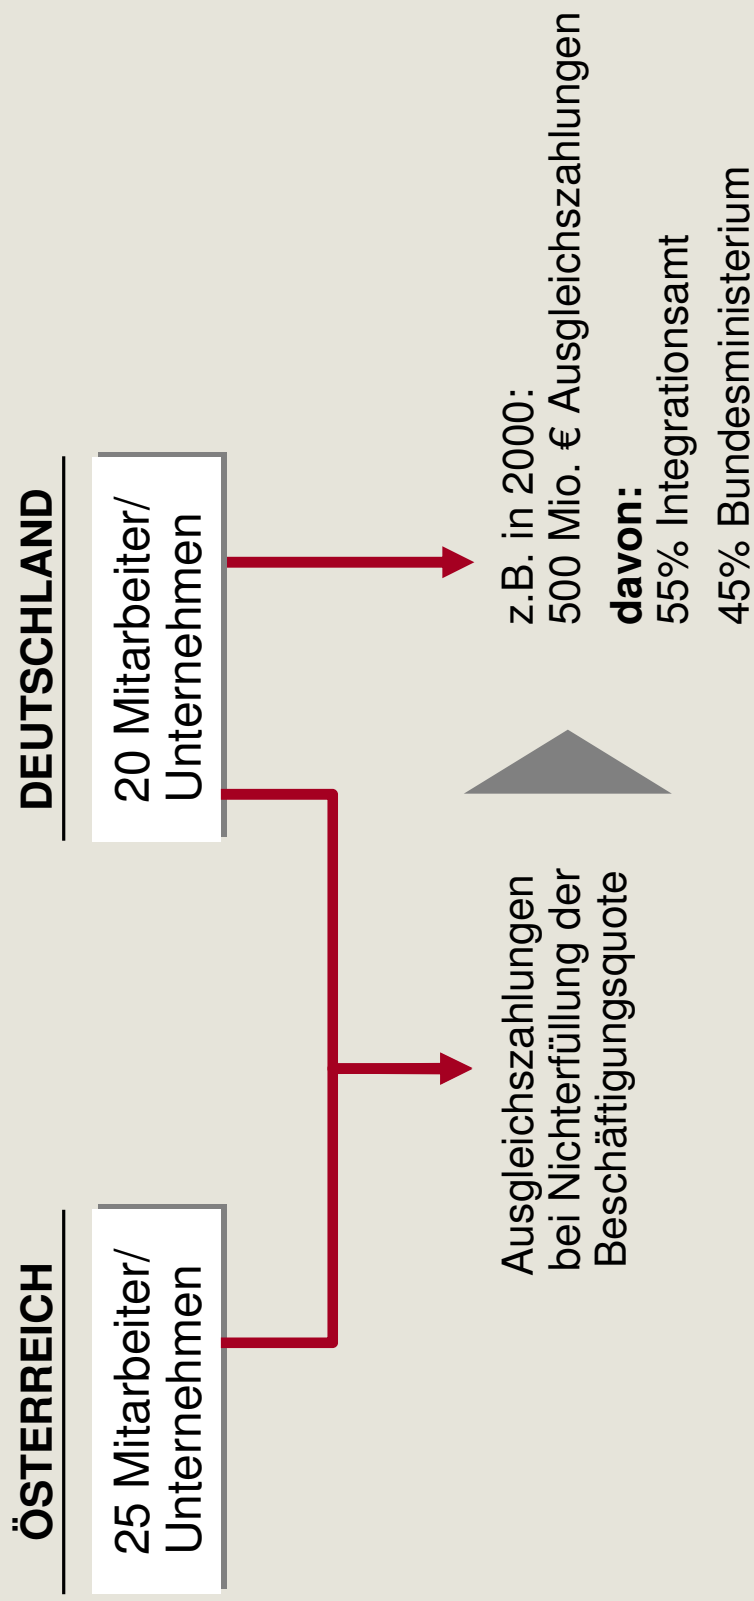 ÖSTERREICH
25 Mitarbeiter/
Unternehmen
DEUTSCHLAND
20 Mitarbeiter/
Unternehmen
Ausgleichszahlungen
bei Nichterfüllung der
Beschäftigungsquote
z.B. in 2000:
500 Mio. € Ausgleichszahlungen
davon:
55% Integrationsamt
45% Bundesministerium